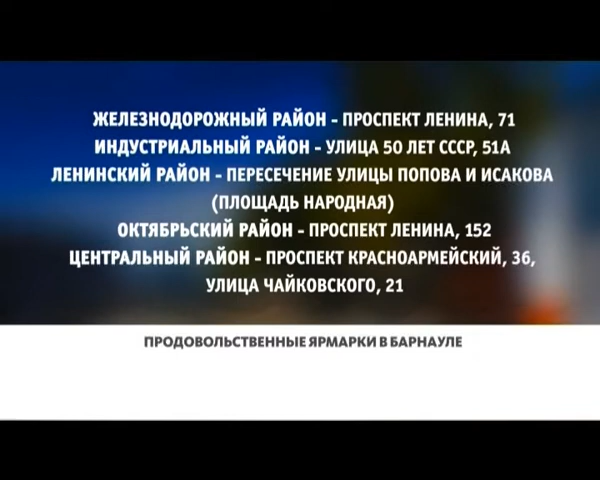 ЖЕЛЕЗНОДОРОЖНЫЙ РАЙОН - ПРОСПЕКТ ЛЕНИНА, 71
ИНДУСТРИАЛЬНЫЙ РАЙОН - УЛИЦА 50 ЛЕТ СССР, 51А
ЛЕНИНСКИЙ РАЙОН - ПЕРЕСЕЧЕНИЕ УЛИЦЫ ПОПОВА И ИСАКОВА
(ПЛОЩАДЬ НАРОДНАЯ)
ОКТЯБРЬСКИЙ РАЙОН - ПРОСПЕКТ ЛЕНИНА, 152
ЦЕНТРАЛЬНЫЙ РАЙОН - ПРОСПЕКТ КРАСНОАРМЕЙСКИЙ, 36,
УЛИЦА ЧАЙКОВСКОГО, 21
ПРОДОВОЛЬСТВЕННЫЕ ЯРМАРКИ В БАРНАУЛЕ